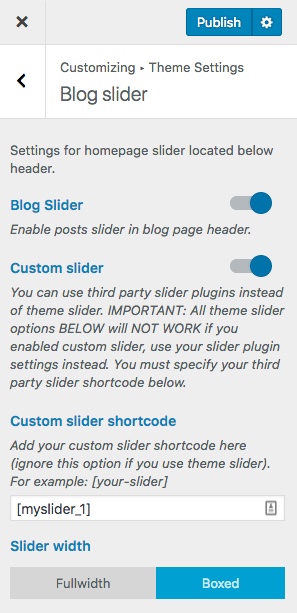 Publish
Customizing ▸ Theme Settings
Blog slider
Settings for homepage slider located below
header.
Blog Slider
Enable posts slider in blog page header.
Custom slider
You can use third party slider plugins instead
of theme slider. IMPORTANT: All theme slider
options BELOW will NOT WORK if you
enabled custom slider, use your slider plugin
settings instead. You must specify your third
party slider shortcode below.
Custom slider shortcode
Add your custom slider shortcode here
(ignore this option if you use theme slider).
For example: [your-slider]
[myslider_1]
Slider width
Fullwidth Boxed